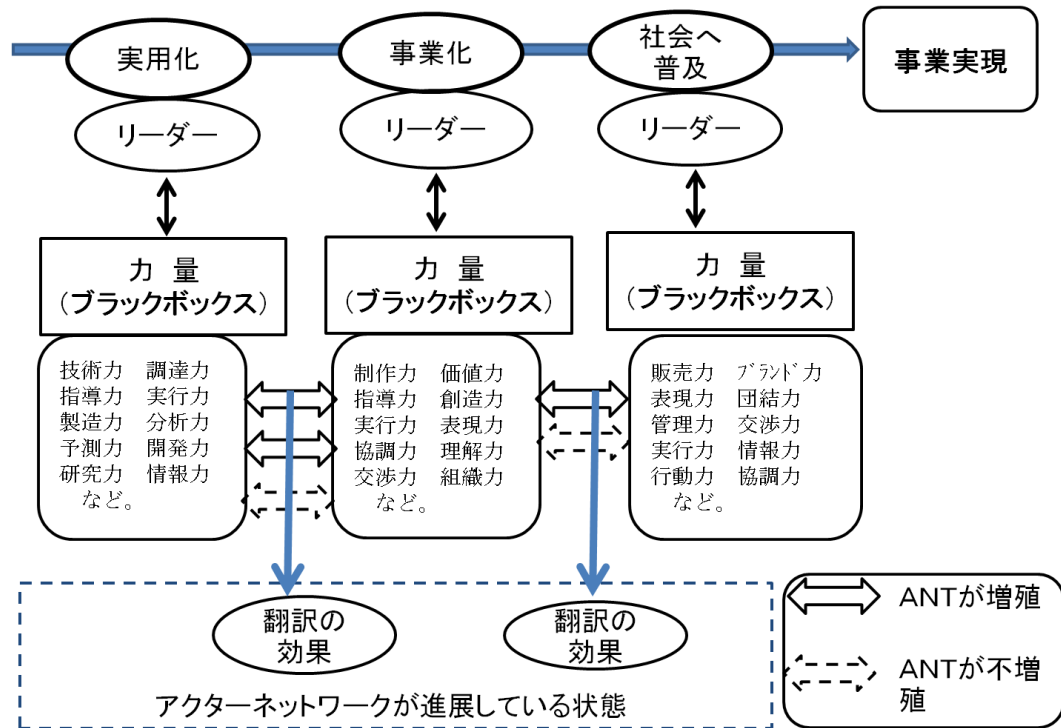 実用化
事業化
社会へ
普及
事業実現
リーダー
リーダー
リーダー
力 量
(ブラックボックス)
力 量
(ブラックボックス)
力 量
(ブラックボックス)
技術力 調達力
指導力 実行力
製造力 分析力
予測力 開発力
研究力 情報力
など。
制作力 価値力
指導力 創造力
実行力 表現力
協調力 理解力
交渉力 組織力
など。
販売力 ブランド力
表現力 団結力
管理力 交渉力
実行力 情報力
行動力 協調力
など。
翻訳の
効果
翻訳の
効果
アクターネットワークが進展している状態
ANTが増殖
ANTが不増
殖